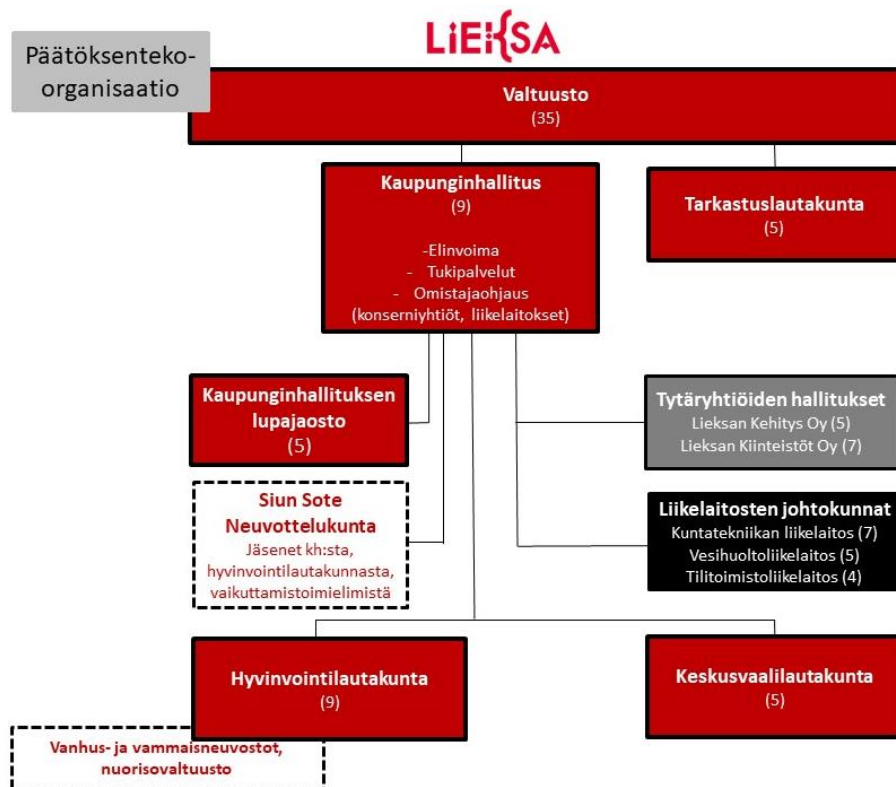 LIEKSA
Päätöksenteko-
organisaatio
Valtuusto
(35)
Kaupunginhallitus
(9)
-Elinvoima
- Tukipalvelut
- Omistajaohjaus
(konserniyhtiöt, liikelaitokset)
Tarkastuslautakunta
(5)
Kaupunginhallituksen
lupajaosto
(5)
Tytäryhtiöiden hallitukset
Lieksan Kehitys Oy (5)
Lieksan Kiinteistöt Oy (7)
Siun Sote
Neuvottelukunta
Jäsenet kh:sta,
hyvinvointilautakunnasta,
vaikuttamistoimielimistä
Liikelaitosten johtokunnat
Kuntatekniikan liikelaitos (7)
Vesihuoltoliikelaitos (5)
Tilitoimistoliikelaitos (4)
Hyvinvointilautakunta
(9)
Keskusvaalilautakunta
(5)
Vanhus- ja vammaisneuvostot,
nuorisovaltuusto